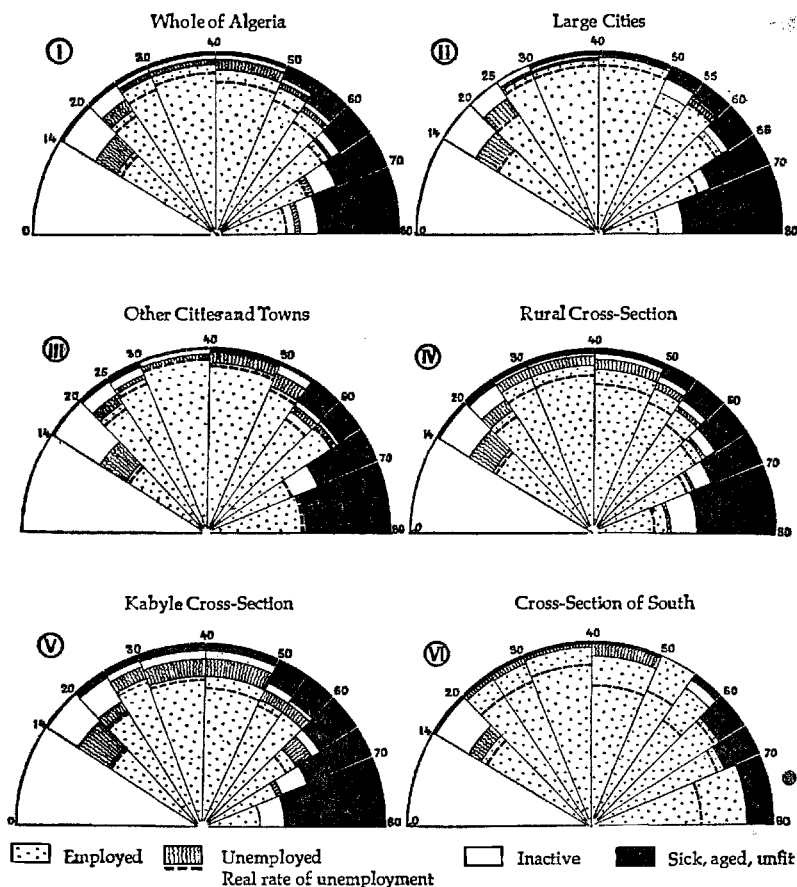 Whole of Algeria
I
0 14 20 30 40 50 60 70 80
Large Cities
II
0 14 20 25 30 40 50 55 60 65 70 80
Other Cities and Towns
III
14 20 25 30 40 50 60 70 80
Rural Cross-Section
IV
0 14 20 30 40 50 60 70 80
Kabyle Cross-Section
V
0 14 20 30 40 50 60 70 80
Cross-Section of South
VI
0 14 20 30 40 50 60 70 80
Employed
Unemployed
Real rate of unemployment
Inactive
Sick, aged, unfit